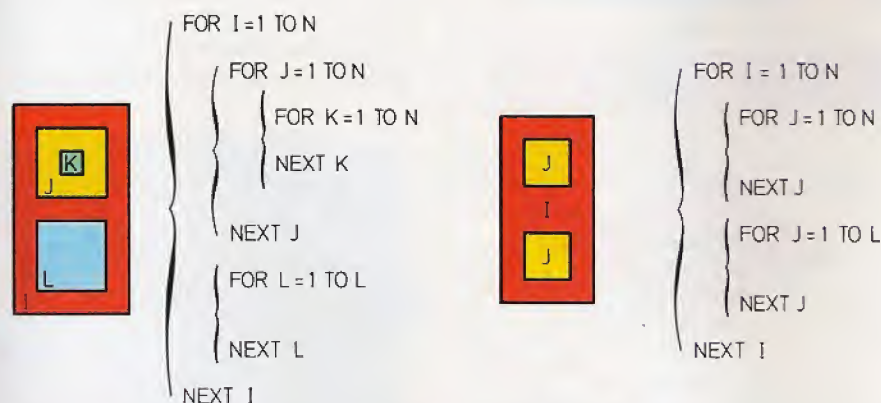 K
J
L
I
FOR I=1 TO N
FOR J=1 TO N
FOR K=1 TO N
NEXT K
NEXT J
FOR L=1 TO L
NEXT L
NEXT I
J
I
J
FOR I = 1 TO N
FOR J=1 TO N
NEXT J
FOR J=1 TO L
NEXT J
NEXT I